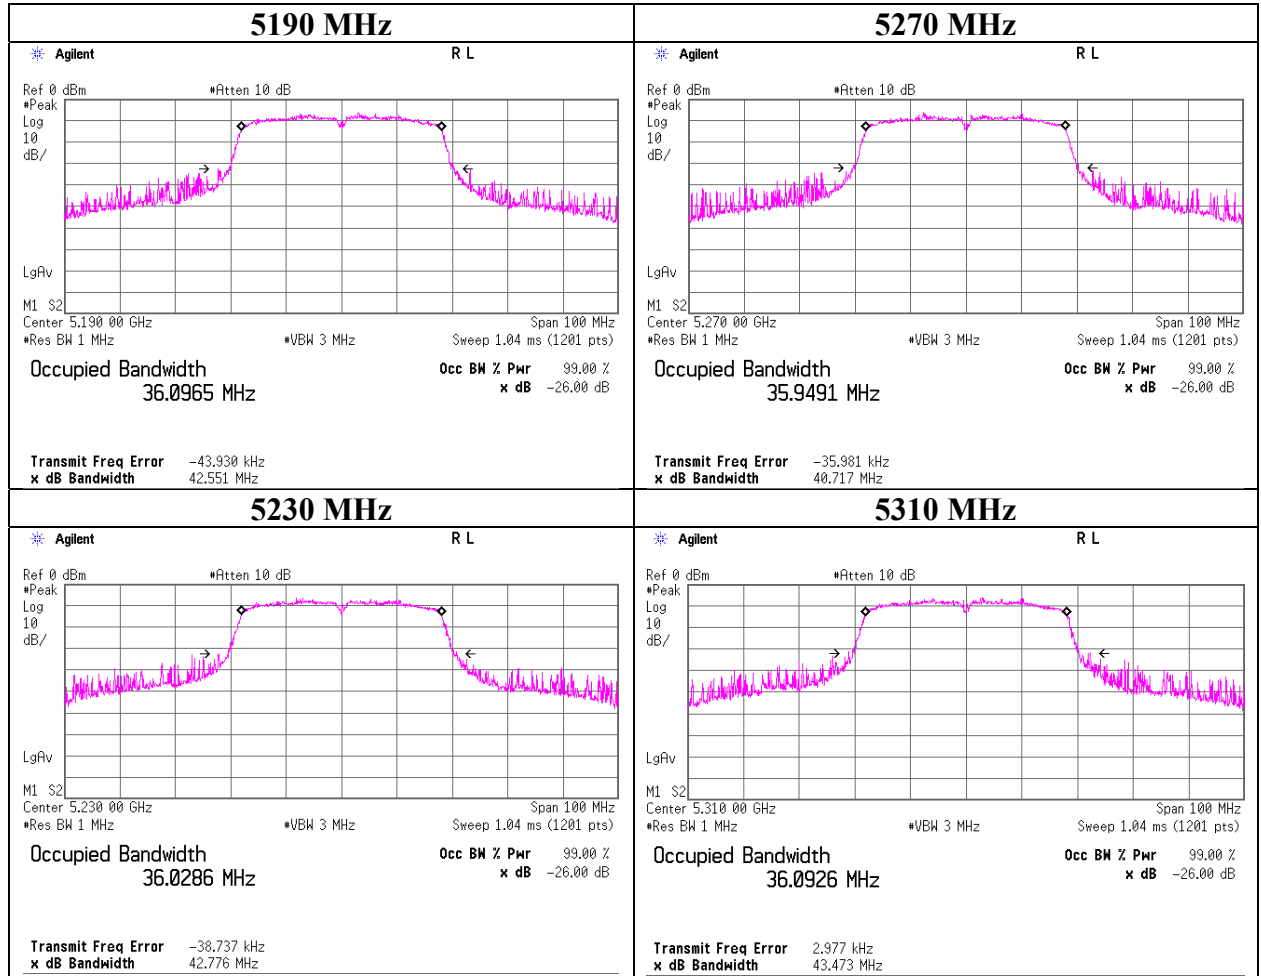 5190 MHz
Agilent R L
Ref 0 dBm #Atten 10 dB
#Peak
Log
10
dB/
LgAv
M1 S2
Center 5.190 00 GHz Span 100 MHz
#Res BW 1 MHz #VBW 3 MHz Sweep 1.04 ms (1201 pts)
Occupied Bandwidth Occ BW % Pwr 99.00 %
36.0965 MHz x dB -26.00 dB
Transmit Freq Error -43.930 kHz
x dB Bandwidth 42.551 MHz
5270 MHz
Agilent R L
Ref 0 dBm #Atten 10 dB
#Peak
Log
10
dB/
LgAv
M1 S2
Center 5.270 00 GHz Span 100 MHz
#Res BW 1 MHz #VBW 3 MHz Sweep 1.04 ms (1201 pts)
Occupied Bandwidth Occ BW % Pwr 99.00 %
35.9491 MHz x dB -26.00 dB
Transmit Freq Error -35.981 kHz
x dB Bandwidth 40.717 MHz
5230 MHz
Agilent R L
Ref 0 dBm #Atten 10 dB
#Peak
Log
10
dB/
LgAv
M1 S2
Center 5.230 00 GHz Span 100 MHz
#Res BW 1 MHz #VBW 3 MHz Sweep 1.04 ms (1201 pts)
Occupied Bandwidth Occ BW % Pwr 99.00 %
36.0286 MHz x dB -26.00 dB
Transmit Freq Error -38.737 kHz
x dB Bandwidth 42.776 MHz
5310 MHz
Agilent R L
Ref 0 dBm #Atten 10 dB
#Peak
Log
10
dB/
LgAv
M1 S2
Center 5.310 00 GHz Span 100 MHz
#Res BW 1 MHz #VBW 3 MHz Sweep 1.04 ms (1201 pts)
Occupied Bandwidth Occ BW % Pwr 99.00 %
36.0926 MHz x dB -26.00 dB
Transmit Freq Error 2.977 kHz
x dB Bandwidth 43.473 MHz